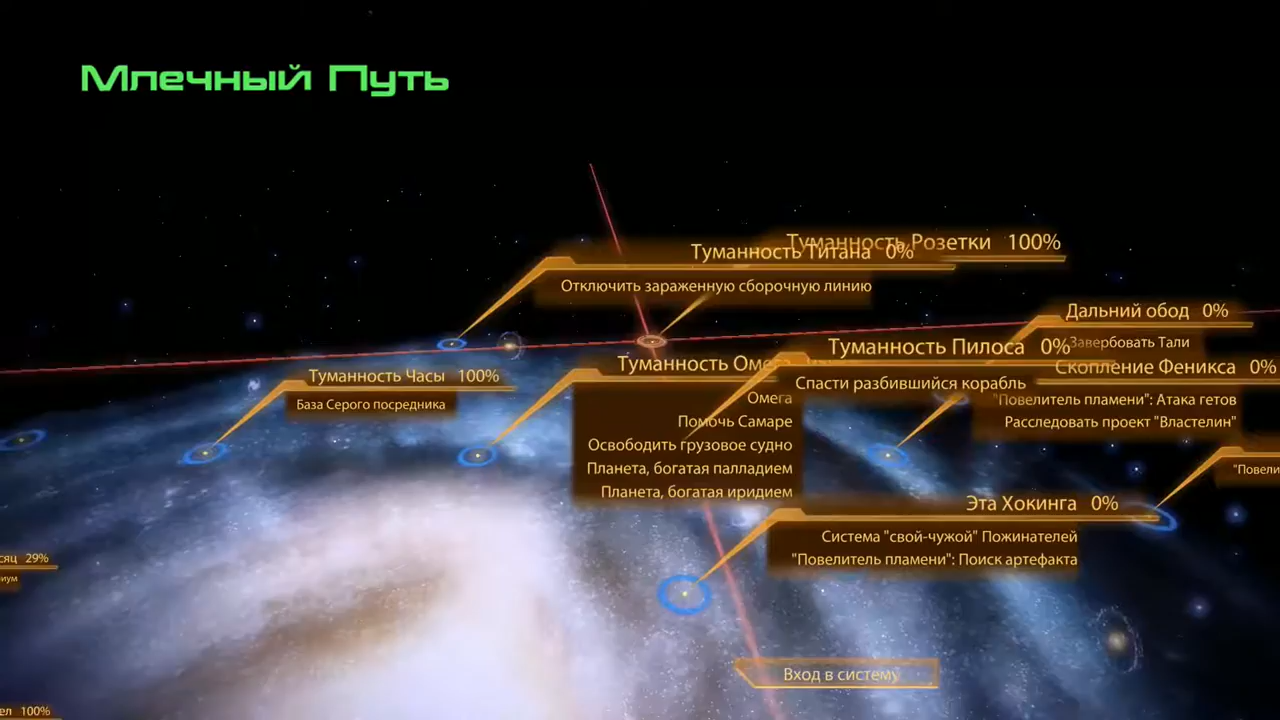 Млечный Путь
Туманность Розетки 100%
Туманность Титана 0%
Отключить зараженную сборочную линию
Дальний обод 0%
Завербовать Тали
Туманность Пилоса 0%
Спасти разбившийся корабль
Скопление Феникса 0%
"Повелитель пламени": Атака гетов
Расследовать проект "Властелин"
Туманность Часы 100%
База Серого посредника
Туманность
Омега
Помочь Самаре
Освободить грузовое судно
Планета, богатая палладием
Планета, богатая иридием
Эта Хокинга 0%
Система "свой-чужой" Пожинателей
"Повелитель пламени": Поиск артефакта
29%
Вход в систему
100%